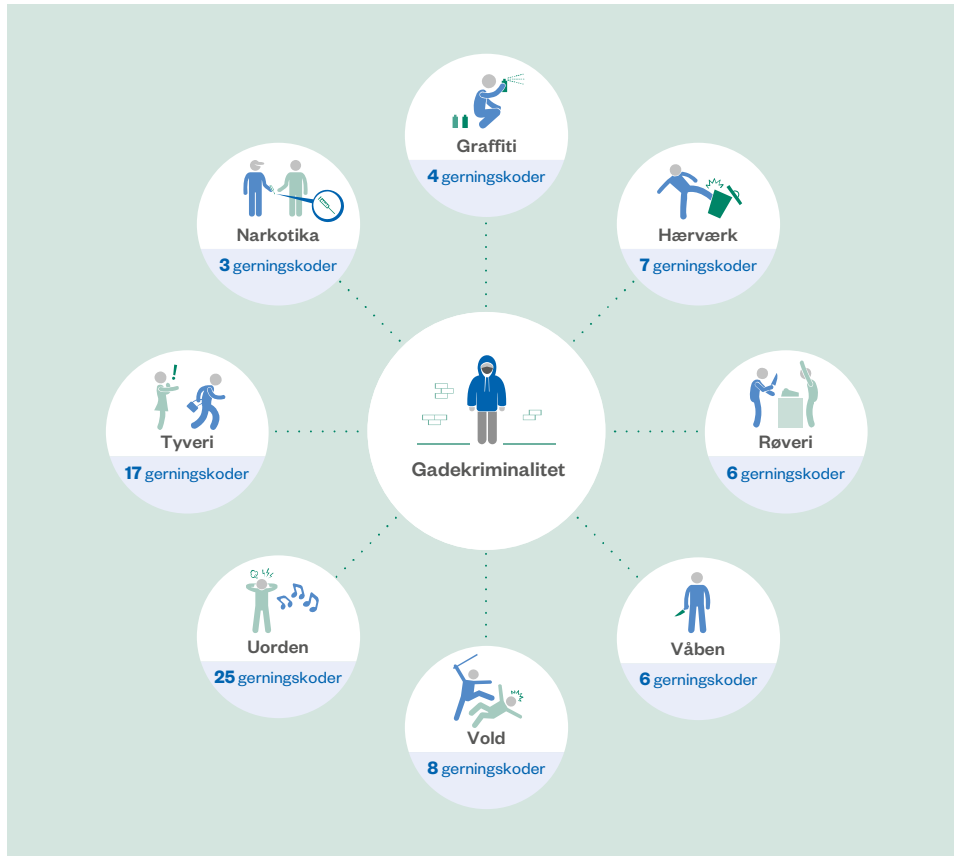 Graffiti
4 gerningskoder
Narkotika
3 gerningskoder
Hærværk
7 gerningskoder
Tyveri
17 gerningskoder
Gadekriminalitet
Røveri
6 gerningskoder
Uorden
25 gerningskoder
Våben
6 gerningskoder
Vold
8 gerningskoder